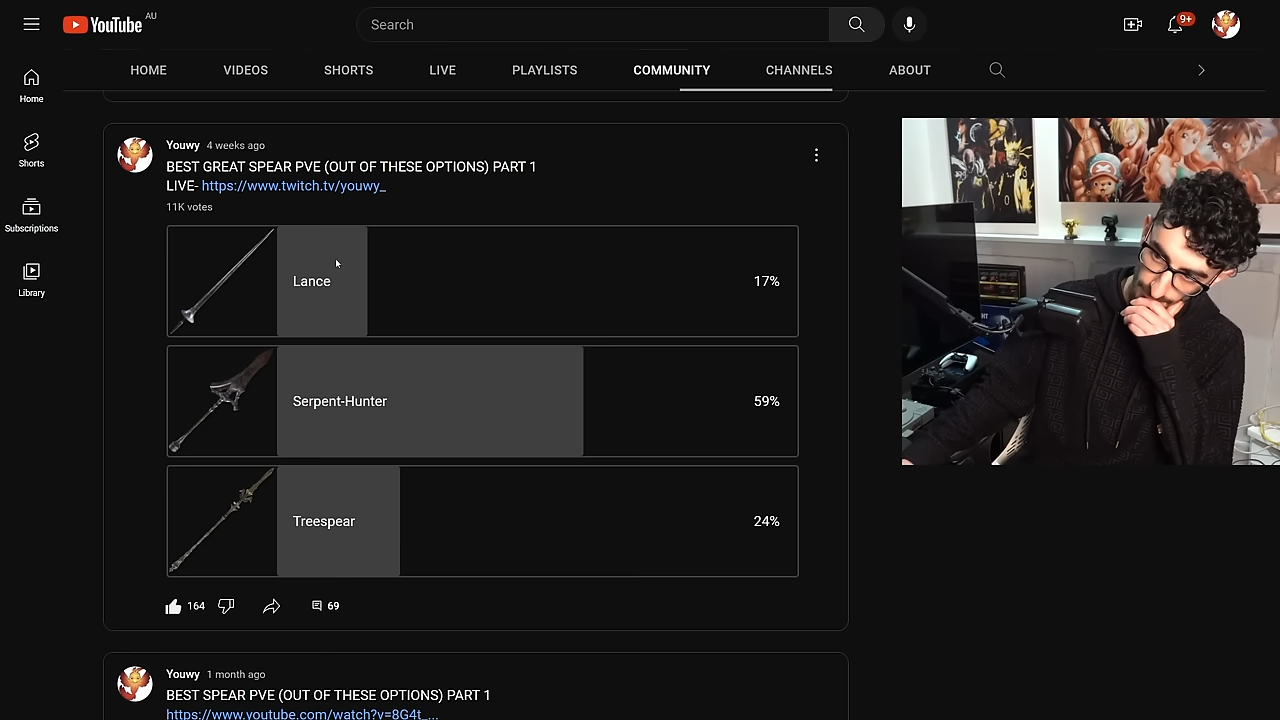 YouTube AU
Search
9+
HOME VIDEOS SHORTS LIVE PLAYLISTS COMMUNITY CHANNELS ABOUT
Home
Shorts
Subscriptions
Library
Youwy 4 weeks ago
BEST GREAT SPEAR PVE (OUT OF THESE OPTIONS) PART 1
LIVE- https://www.twitch.tv/youwy_
11K votes
Lance 17%
Serpent-Hunter 59%
Treespear 24%
164 69
Youwy 1 month ago
BEST SPEAR PVE (OUT OF THESE OPTIONS) PART 1
https://www.youtube.com/watch?v=8G4t_...